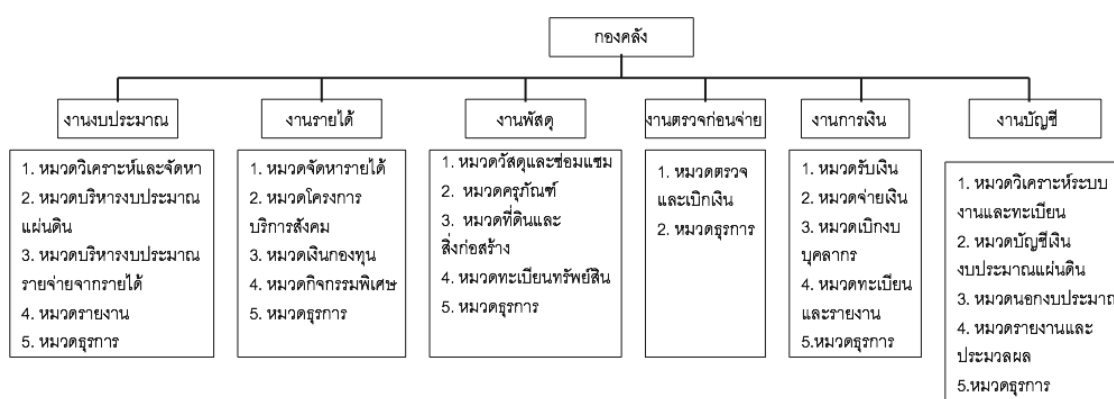 กองคลัง
งานงบประมาณ
1. หมวดวิเคราะห์และจัดหา
2. หมวดบริหารงบประมาณ
แผ่นดิน
3. หมวดบริหารงบประมาณ
รายจ่ายจากรายได้
4. หมวดรายงาน
5. หมวดธุรการ
งานรายได้
1. หมวดจัดหารายได้
2. หมวดโครงการ
บริการสังคม
3. หมวดเงินกองทุน
4. หมวดกิจกรรมพิเศษ
5. หมวดธุรการ
งานพัสดุ
1. หมวดวัสดุและซ่อมแซม
2. หมวดครุภัณฑ์
3. หมวดที่ดินและ
สิ่งก่อสร้าง
4. หมวดทะเบียนทรัพย์สิน
5. หมวดธุรการ
งานตรวจก่อนจ่าย
1. หมวดตรวจ
และเบิกเงิน
2. หมวดธุรการ
งานการเงิน
1. หมวดรับเงิน
2. หมวดจ่ายเงิน
3. หมวดเบิกงบ
บุคลากร
4. หมวดทะเบียน
และรายงาน
5.หมวดธุรการ
งานบัญชี
1. หมวดวิเคราะห์ระบบ
งานและทะเบียน
2. หมวดบัญชีเงิน
งบประมาณแผ่นดิน
3. หมวดนอกงบประมาณ
4. หมวดรายงานและ
ประมวลผล
5.หมวดธุรการ